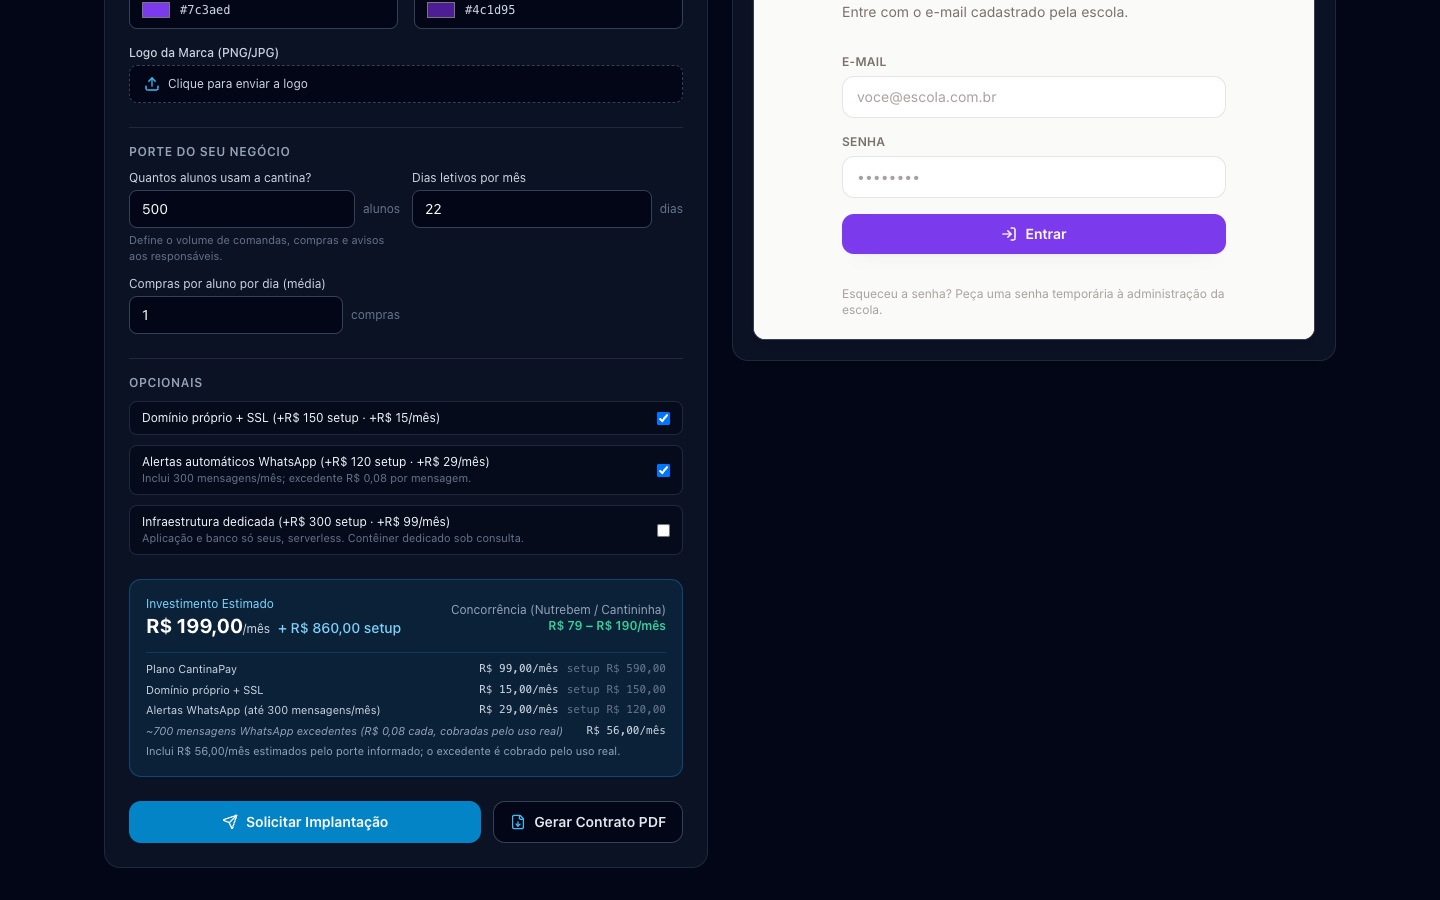 #7c3aed
#4c1d95
Logo da Marca (PNG/JPG)
Clique para enviar a logo
PORTE DO SEU NEGÓCIO
Quantos alunos usam a cantina?
500
alunos
Define o volume de comandas, compras e avisos
aos responsáveis.
Dias letivos por mês
22
dias
Compras por aluno por dia (média)
1
compras
OPCIONAIS
Domínio próprio + SSL (+R$ 150 setup · +R$ 15/mês)
Alertas automáticos WhatsApp (+R$ 120 setup · +R$ 29/mês)
Inclui 300 mensagens/mês; excedente R$ 0,08 por mensagem.
Infraestrutura dedicada (+R$ 300 setup · +R$ 99/mês)
Aplicação e banco só seus, serverless. Contêiner dedicado sob consulta.
Investimento Estimado
R$ 199,00/mês + R$ 860,00 setup
Concorrência (Nutrebem / Cantininha)
R$ 79 – R$ 190/mês
Plano CantinaPay R$ 99,00/mês setup R$ 590,00
Domínio próprio + SSL R$ 15,00/mês setup R$ 150,00
Alertas WhatsApp (até 300 mensagens/mês) R$ 29,00/mês setup R$ 120,00
~700 mensagens WhatsApp excedentes (R$ 0,08 cada, cobradas pelo uso real) R$ 56,00/mês
Inclui R$ 56,00/mês estimados pelo porte informado; o excedente é cobrado pelo uso real.
Solicitar Implantação
Gerar Contrato PDF
Entre com o e-mail cadastrado pela escola.
E-MAIL
voce@escola.com.br
SENHA
••••••••
Entrar
Esqueceu a senha? Peça uma senha temporária à administração da
escola.